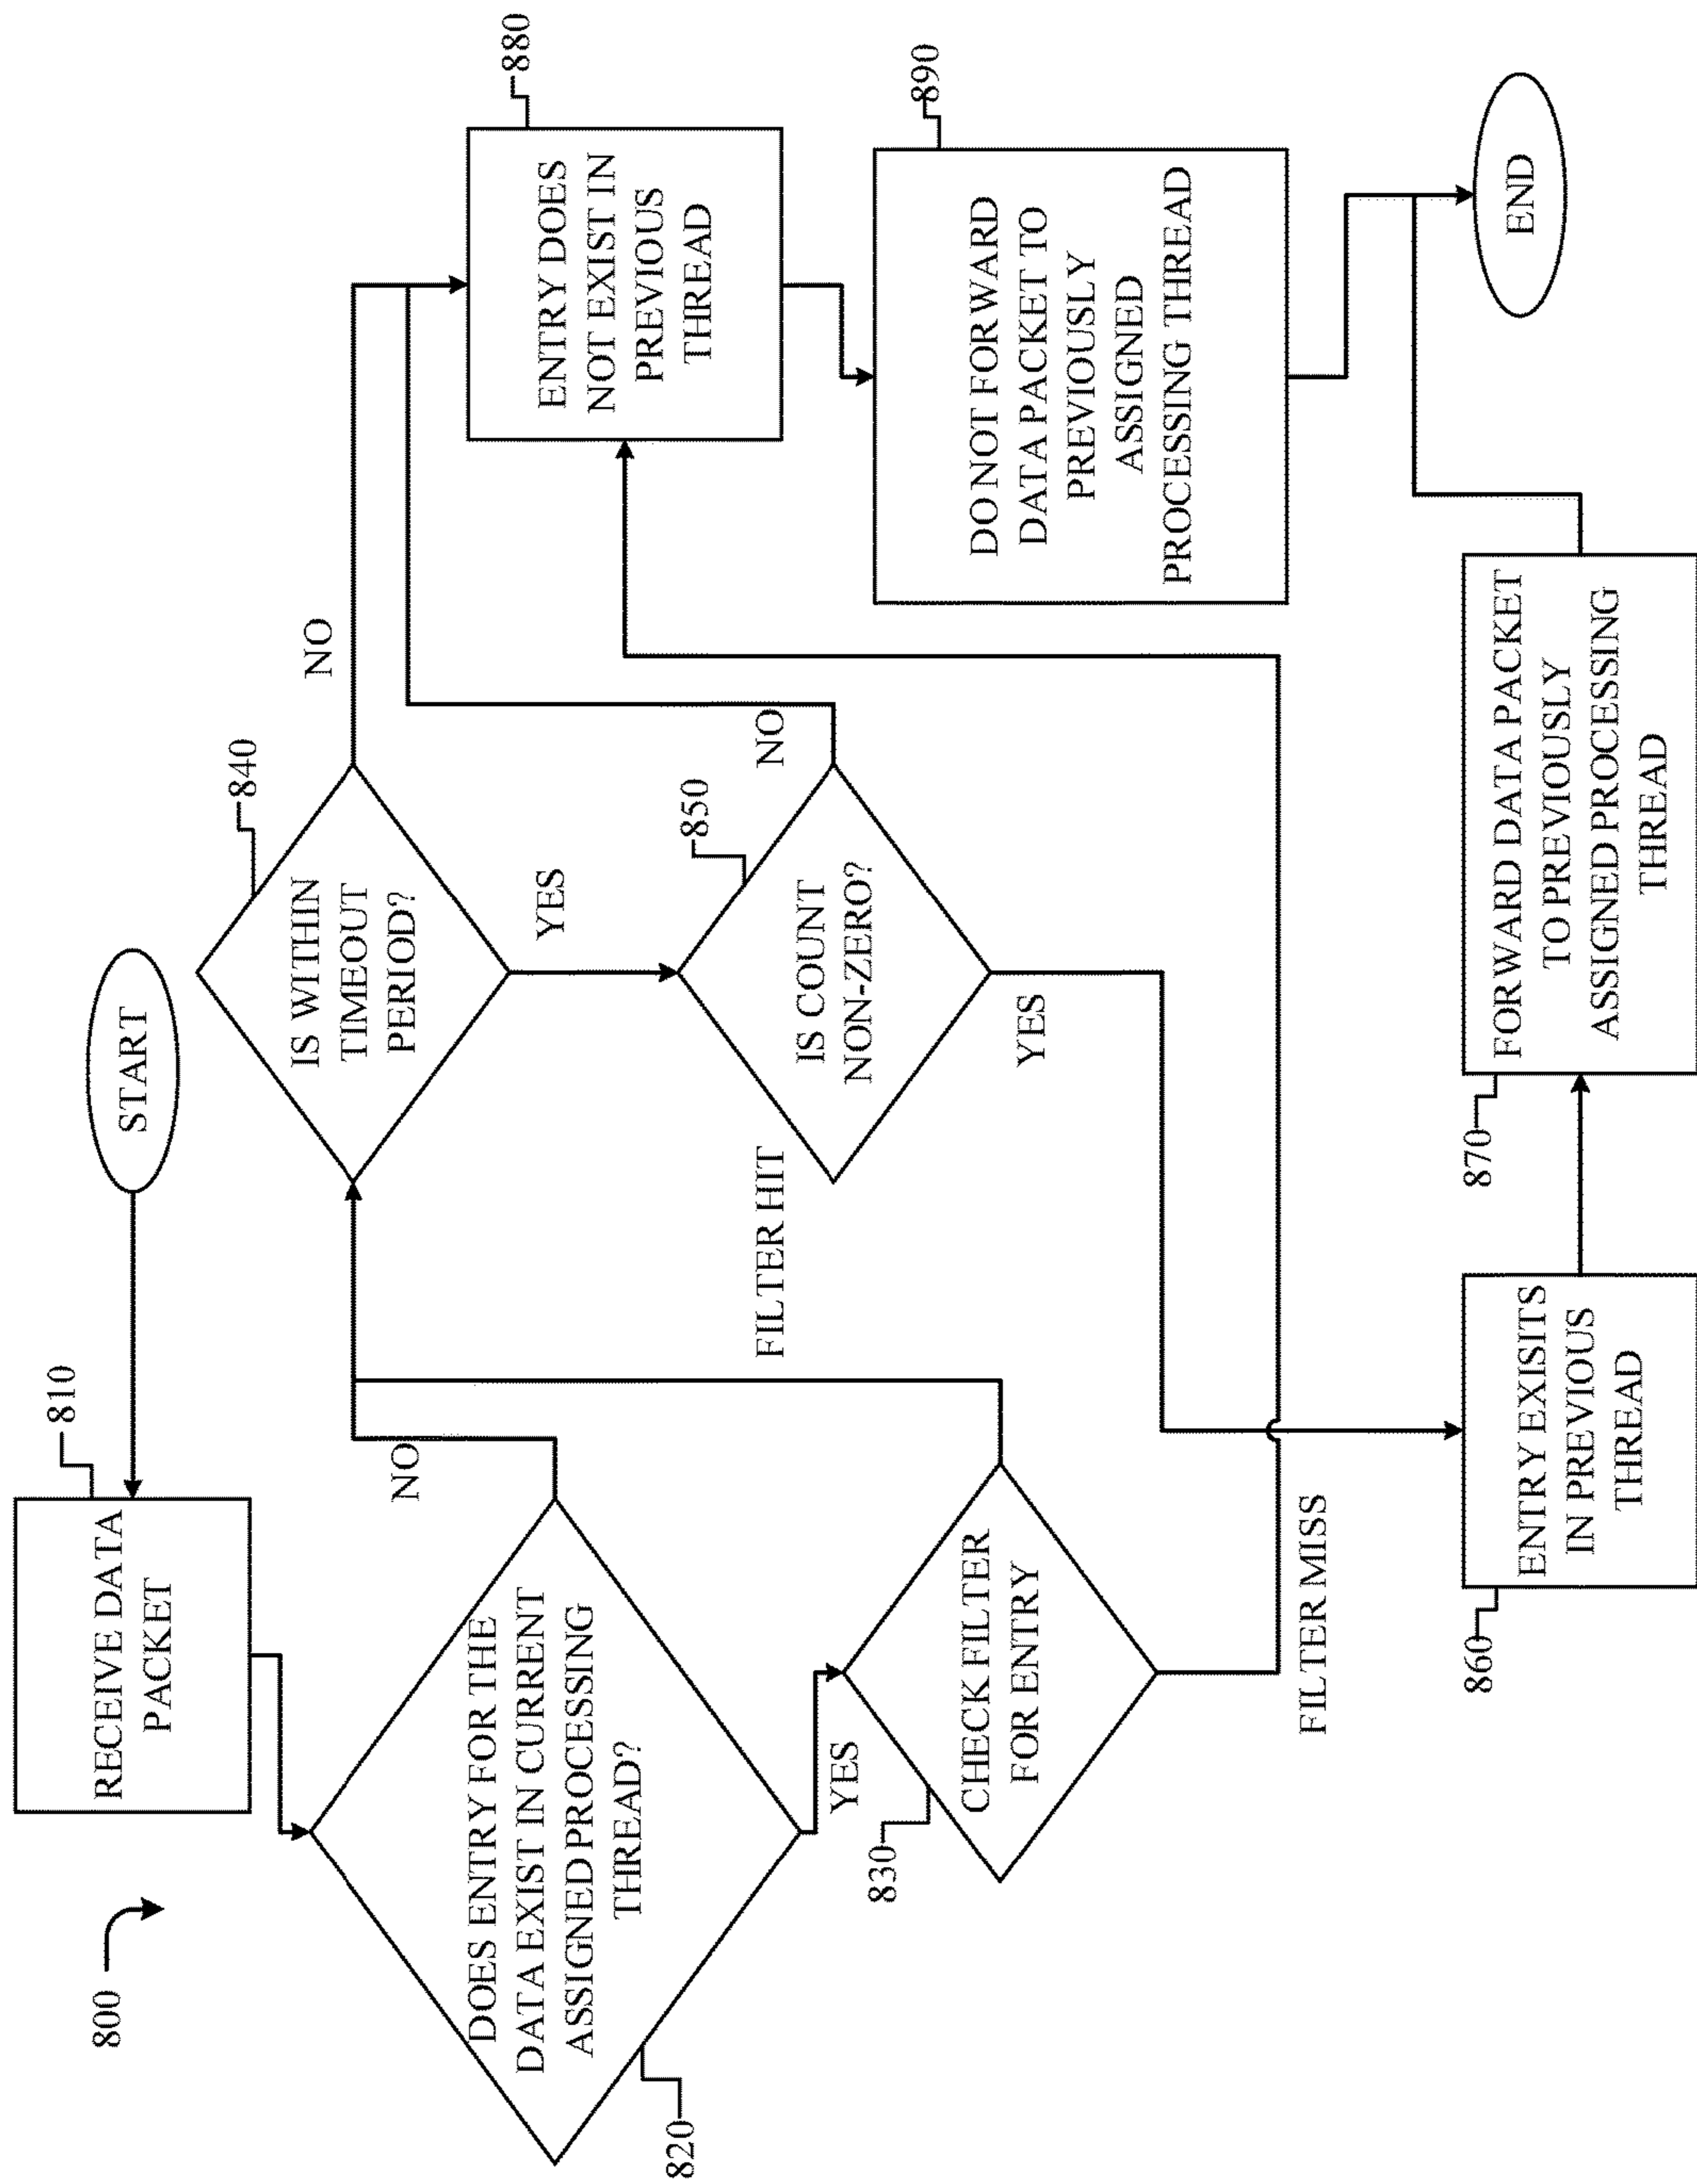 800
START
810
RECEIVE DATA
PACKET
820
DOES ENTRY FOR THE
DATA EXIST IN CURRENT
ASSIGNED PROCESSING
THREAD?
NO
YES
830
CHECK FILTER
FOR ENTRY
FILTER HIT
FILTER MISS
840
IS WITHIN
TIMEOUT
PERIOD?
NO
YES
850
IS COUNT
NON-ZERO?
NO
YES
860
ENTRY EXISITS
IN PREVIOUS
THREAD
870
FORWARD DATA PACKET
TO PREVIOUSLY
ASSIGNED PROCESSING
THREAD
880
ENTRY DOES
NOT EXIST IN
PREVIOUS
THREAD
890
DO NOT FORWARD
DATA PACKET TO
PREVIOUSLY
ASSIGNED
PROCESSING THREAD
END